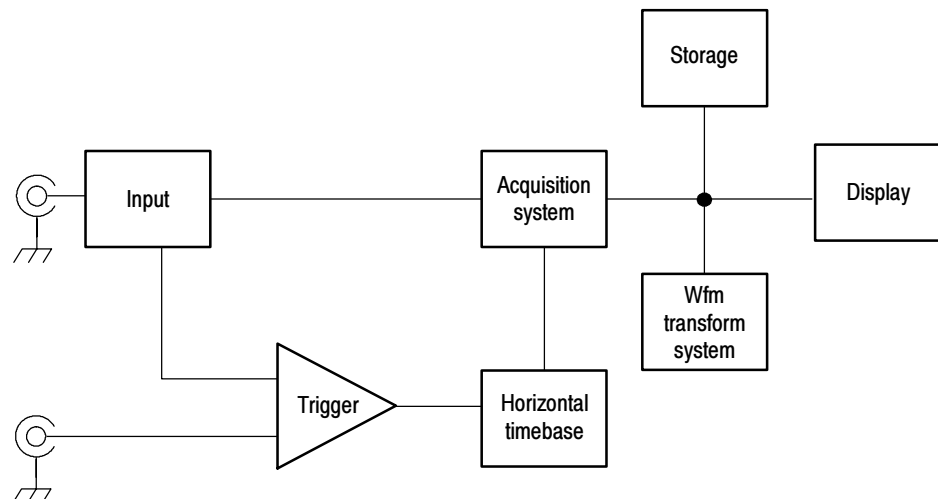 Storage
Input
Acquisition
system
Display
Wfm
transform
system
Trigger
Horizontal
timebase